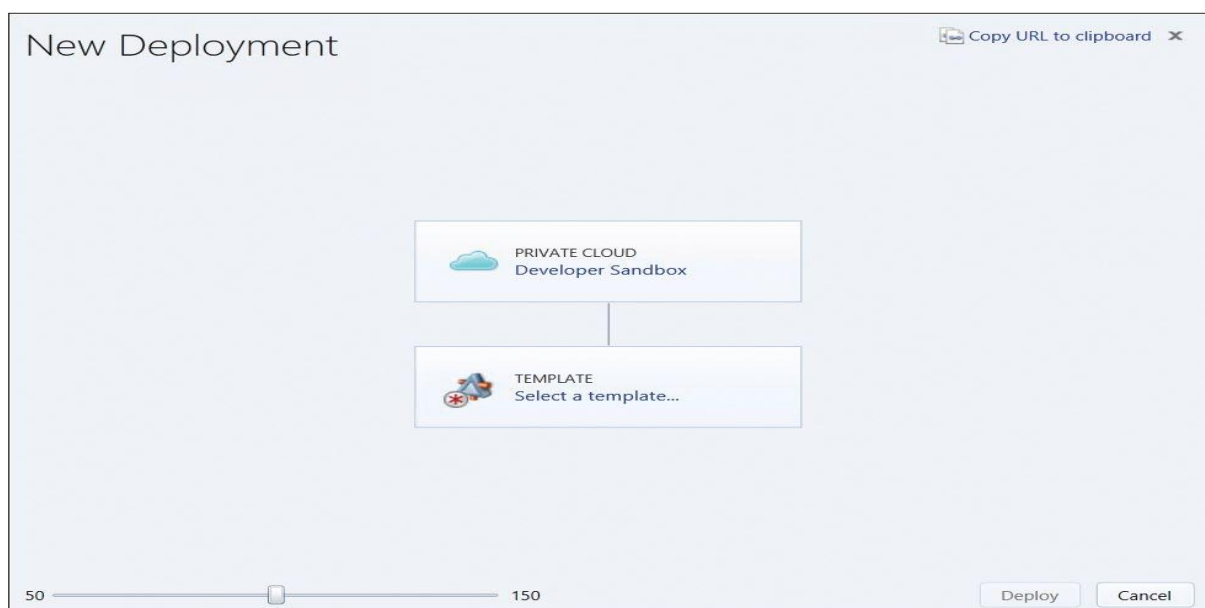 New Deployment
Copy URL to clipboard
PRIVATE CLOUD
Developer Sandbox
TEMPLATE
Select a template...
50
150
Deploy
Cancel